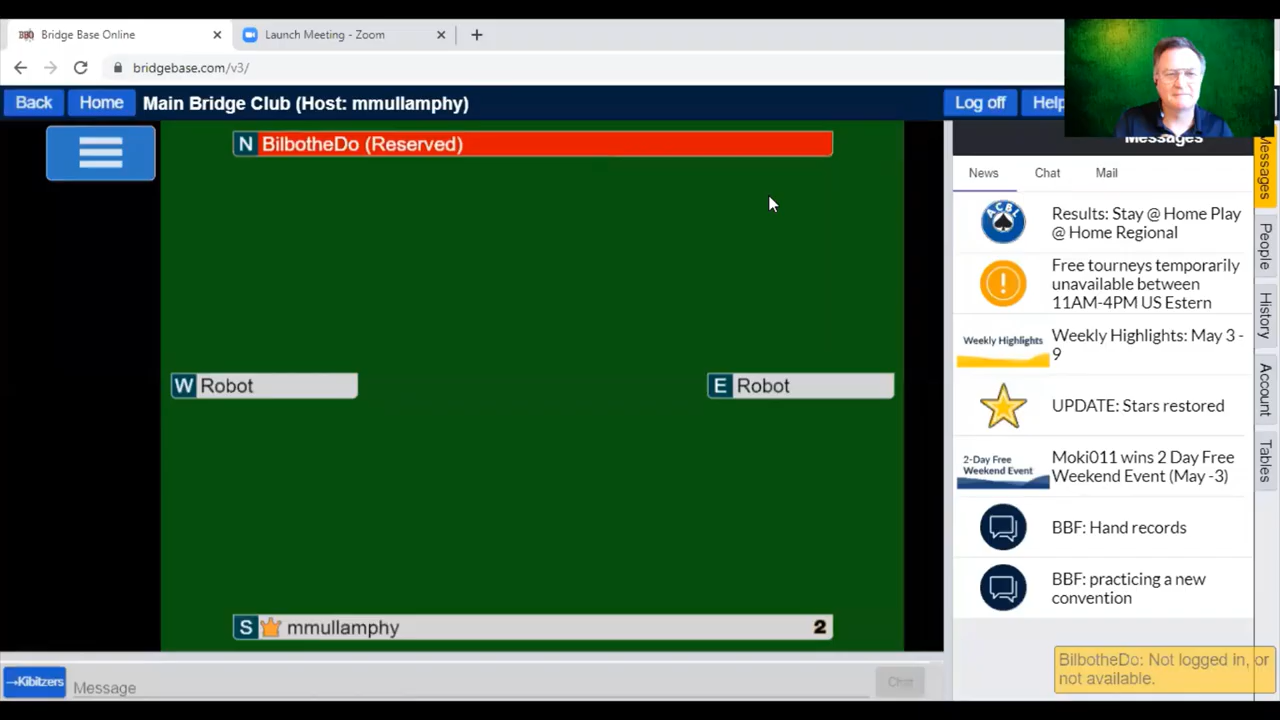 Bridge Base Online
Launch Meeting - Zoom
bridgebase.com/v3/
Back
Home
Main Bridge Club (Host: mmullamphy)
Log off
Help
N BilbotheDo (Reserved)
W Robot
E Robot
S mmullamphy 2
→Kibitzers
Message
Chat
Messages
News
Chat
Mail
ACBL
Results: Stay @ Home Play
@ Home Regional
Free tourneys temporarily
unavailable between
11AM-4PM US Estern
Weekly Highlights
Weekly Highlights: May 3 -
9
UPDATE: Stars restored
2-Day Free
Weekend Event
Moki011 wins 2 Day Free
Weekend Event (May -3)
BBF: Hand records
BBF: practicing a new
convention
BilbotheDo: Not logged in, or
not available.
Messages
People
History
Account
Tables